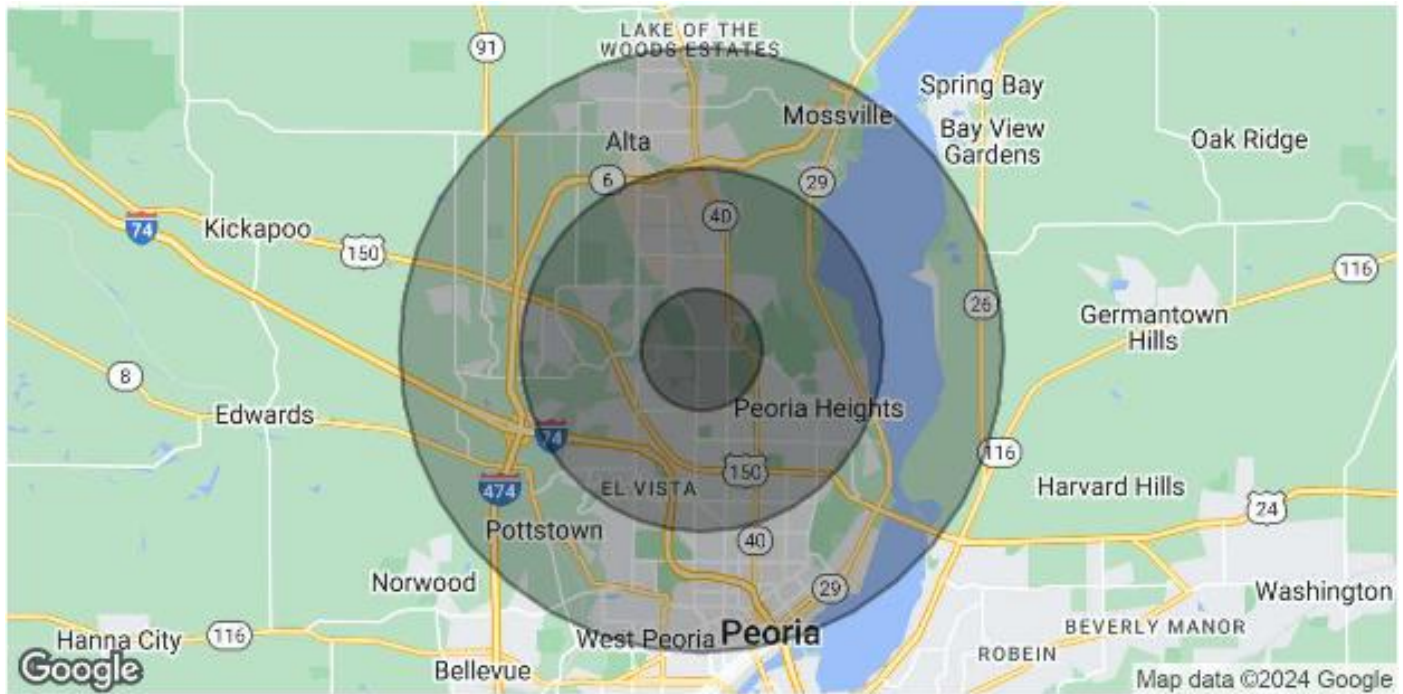 LAKE OF THE
WOODS ESTATES
91
Spring Bay
Mossville
Bay View
Gardens
Alta
Oak Ridge
6
29
40
Kickapoo
74
150
116
26
Germantown
Hills
8
Peoria Heights
Edwards
74
116
150
EL VISTA
474
Harvard Hills
24
Pottstown
40
Norwood
29
Washington
West Peoria
Peoria
BEVERLY MANOR
Hanna City
116
ROBEIN
Bellevue
Google
Map data ©2024 Google